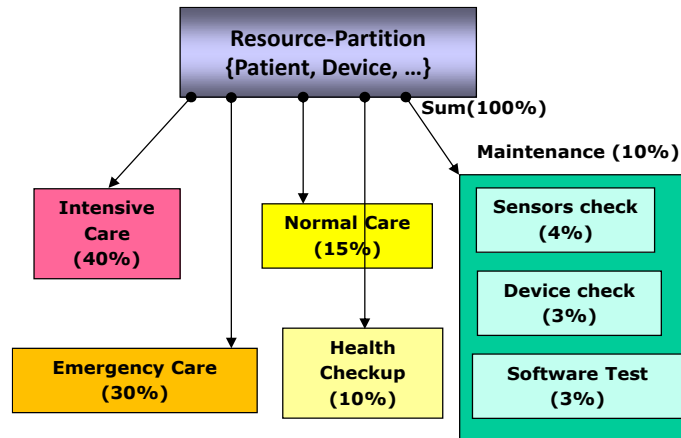 Resource-Partition
{Patient, Device, …}
Sum(100%)
Maintenance (10%)
Intensive
Care
(40%)
Normal Care
(15%)
Sensors check
(4%)
Device check
(3%)
Emergency Care
(30%)
Health
Checkup
(10%)
Software Test
(3%)